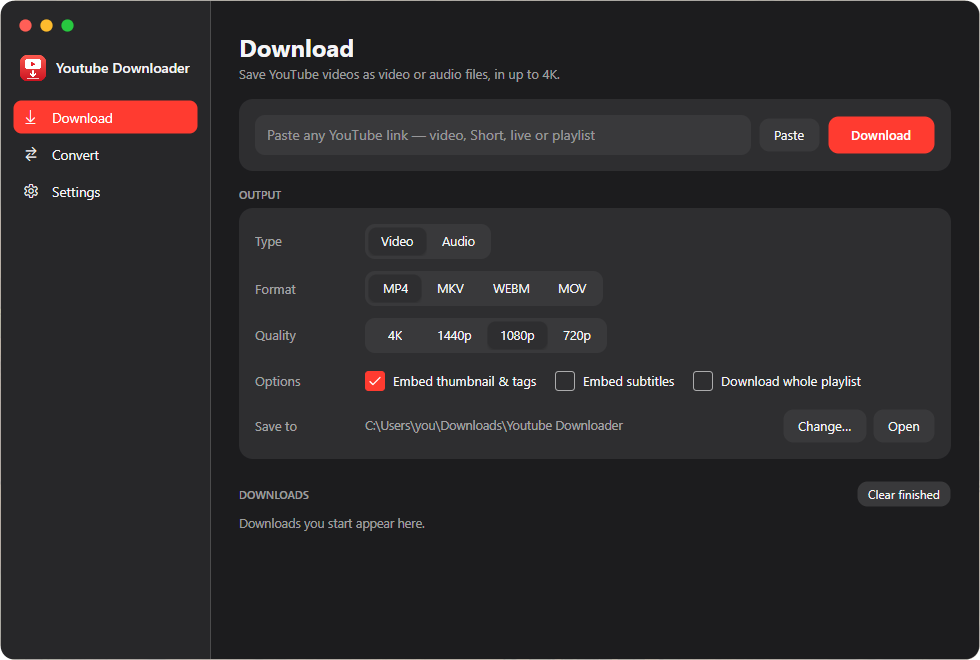 Youtube Downloader
Download
Convert
Settings
Download
Save YouTube videos as video or audio files, in up to 4K.
Paste any YouTube link — video, Short, live or playlist
Paste
Download
OUTPUT
Type Video Audio
Format MP4 MKV WEBM MOV
Quality 4K 1440p 1080p 720p
Options Embed thumbnail & tags Embed subtitles Download whole playlist
Save to C:\Users\you\Downloads\Youtube Downloader Change... Open
DOWNLOADS Clear finished
Downloads you start appear here.